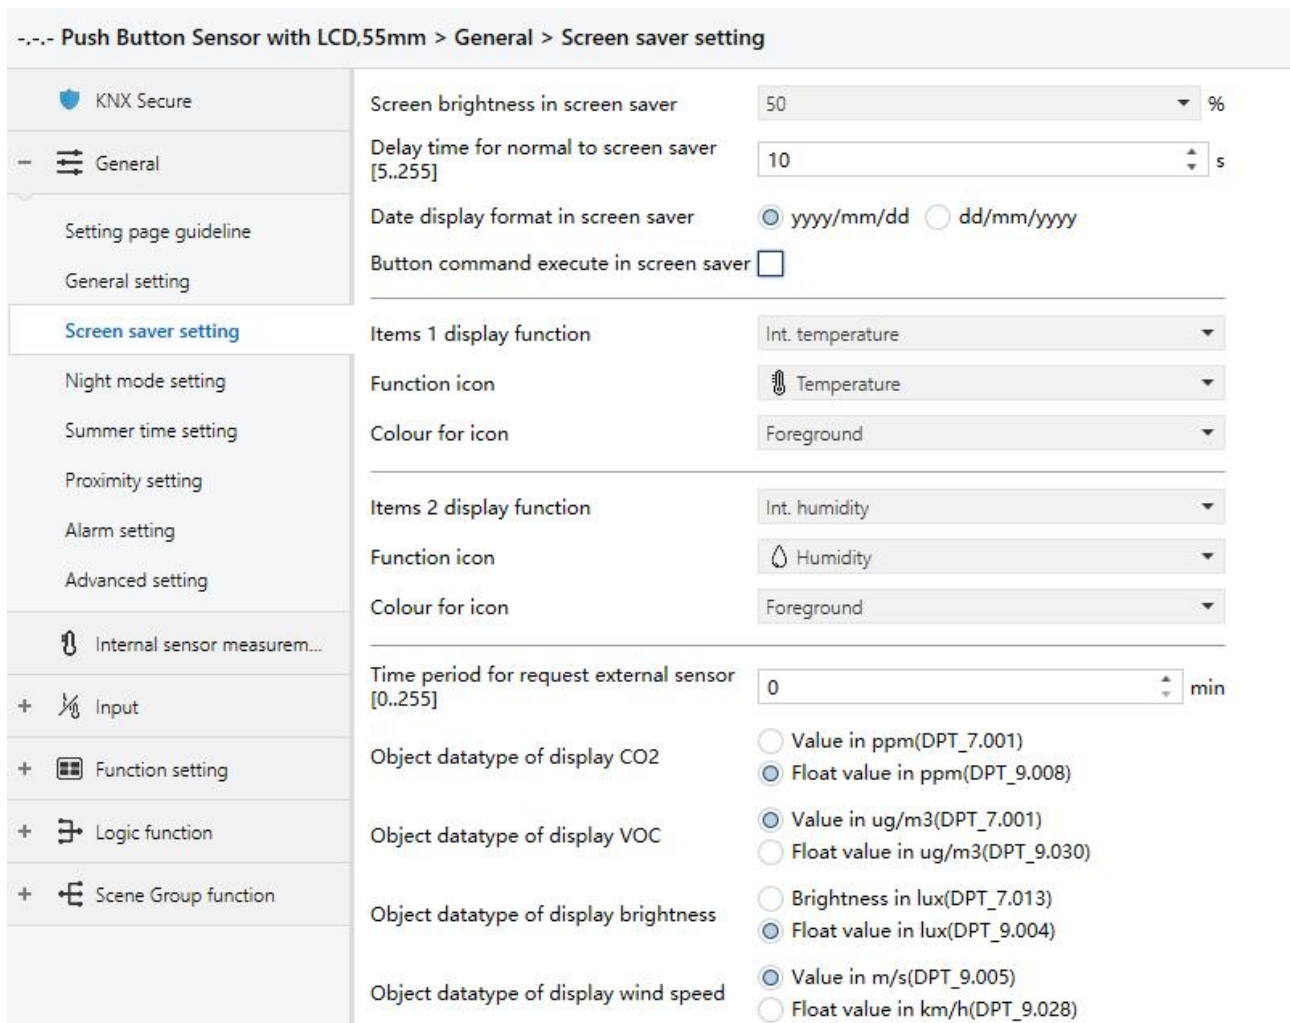 -.-.- Push Button Sensor with LCD,55mm > General > Screen saver setting
KNX Secure
General
Setting page guideline
General setting
Screen saver setting
Night mode setting
Summer time setting
Proximity setting
Alarm setting
Advanced setting
Internal sensor measurem...
Input
Function setting
Logic function
Scene Group function
Screen brightness in screen saver
50
%
Delay time for normal to screen saver
[5..255]
10
s
Date display format in screen saver
yyyy/mm/dd
dd/mm/yyyy
Button command execute in screen saver
Items 1 display function
Int. temperature
Function icon
Temperature
Colour for icon
Foreground
Items 2 display function
Int. humidity
Function icon
Humidity
Colour for icon
Foreground
Time period for request external sensor
[0..255]
0
min
Object datatype of display CO2
Value in ppm(DPT_7.001)
Float value in ppm(DPT_9.008)
Object datatype of display VOC
Value in ug/m3(DPT_7.001)
Float value in ug/m3(DPT_9.030)
Object datatype of display brightness
Brightness in lux(DPT_7.013)
Float value in lux(DPT_9.004)
Object datatype of display wind speed
Value in m/s(DPT_9.005)
Float value in km/h(DPT_9.028)